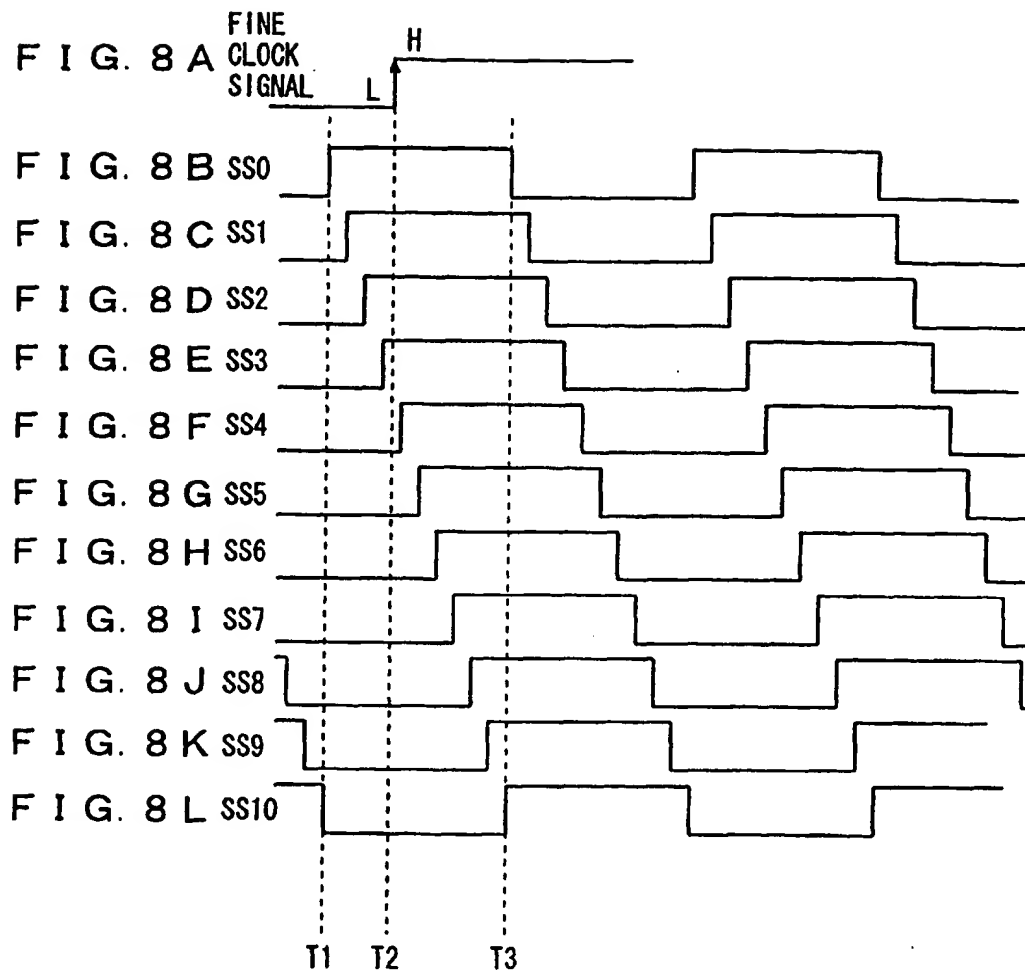 FIG. 8A FINE CLOCK SIGNAL
H
L
FIG. 8B SS0
FIG. 8C SS1
FIG. 8D SS2
FIG. 8E SS3
FIG. 8F SS4
FIG. 8G SS5
FIG. 8H SS6
FIG. 8I SS7
FIG. 8J SS8
FIG. 8K SS9
FIG. 8L SS10
T1 T2 T3